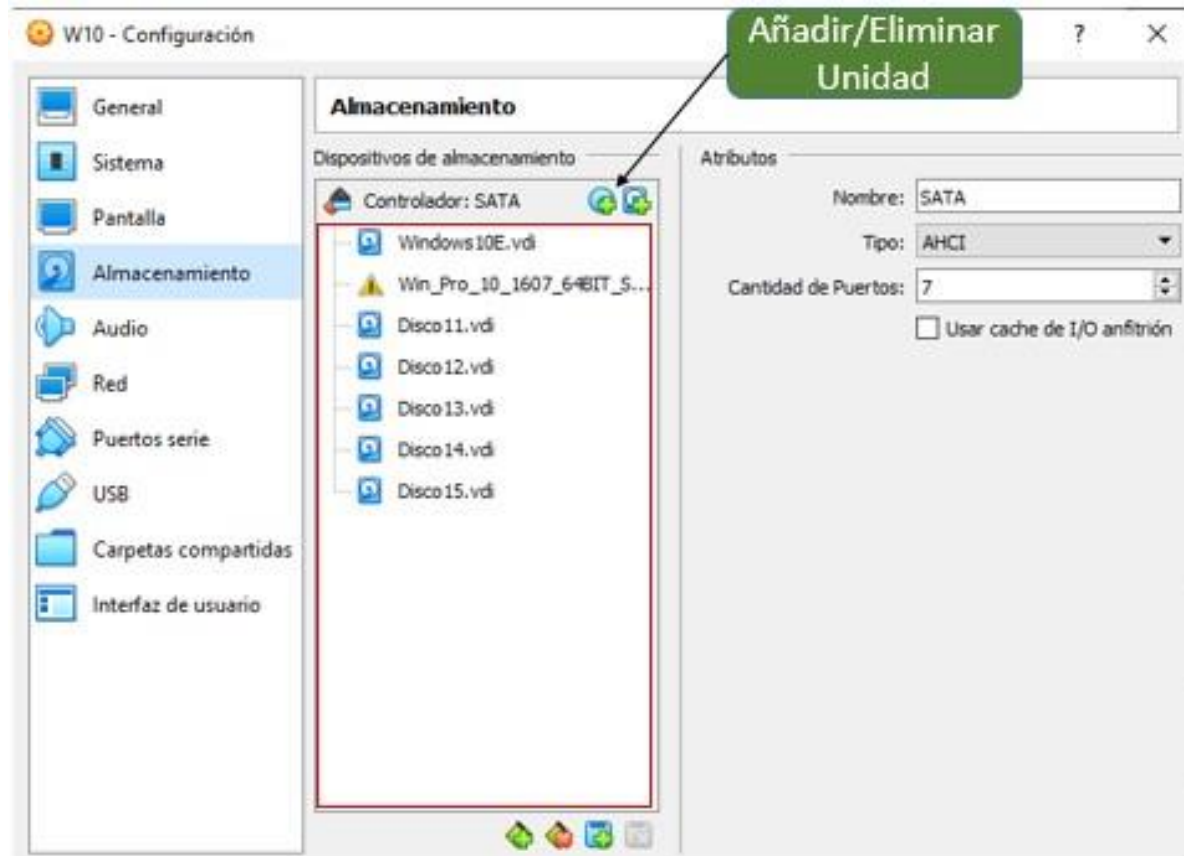 W10 - Configuración
Añadir/Eliminar
Unidad
?
General
Sistema
Pantalla
Almacenamiento
Audio
Red
Puertos serie
USB
Carpetas compartidas
Interfaz de usuario
Almacenamiento
Dispositivos de almacenamiento
Controlador: SATA
Windows10E.vdi
Win_Pro_10_1607_64BIT_S...
Disco11.vdi
Disco12.vdi
Disco13.vdi
Disco14.vdi
Disco15.vdi
Atributos
Nombre: SATA
Tipo: AHCI
Cantidad de Puertos: 7
Usar cache de I/O anfitrión